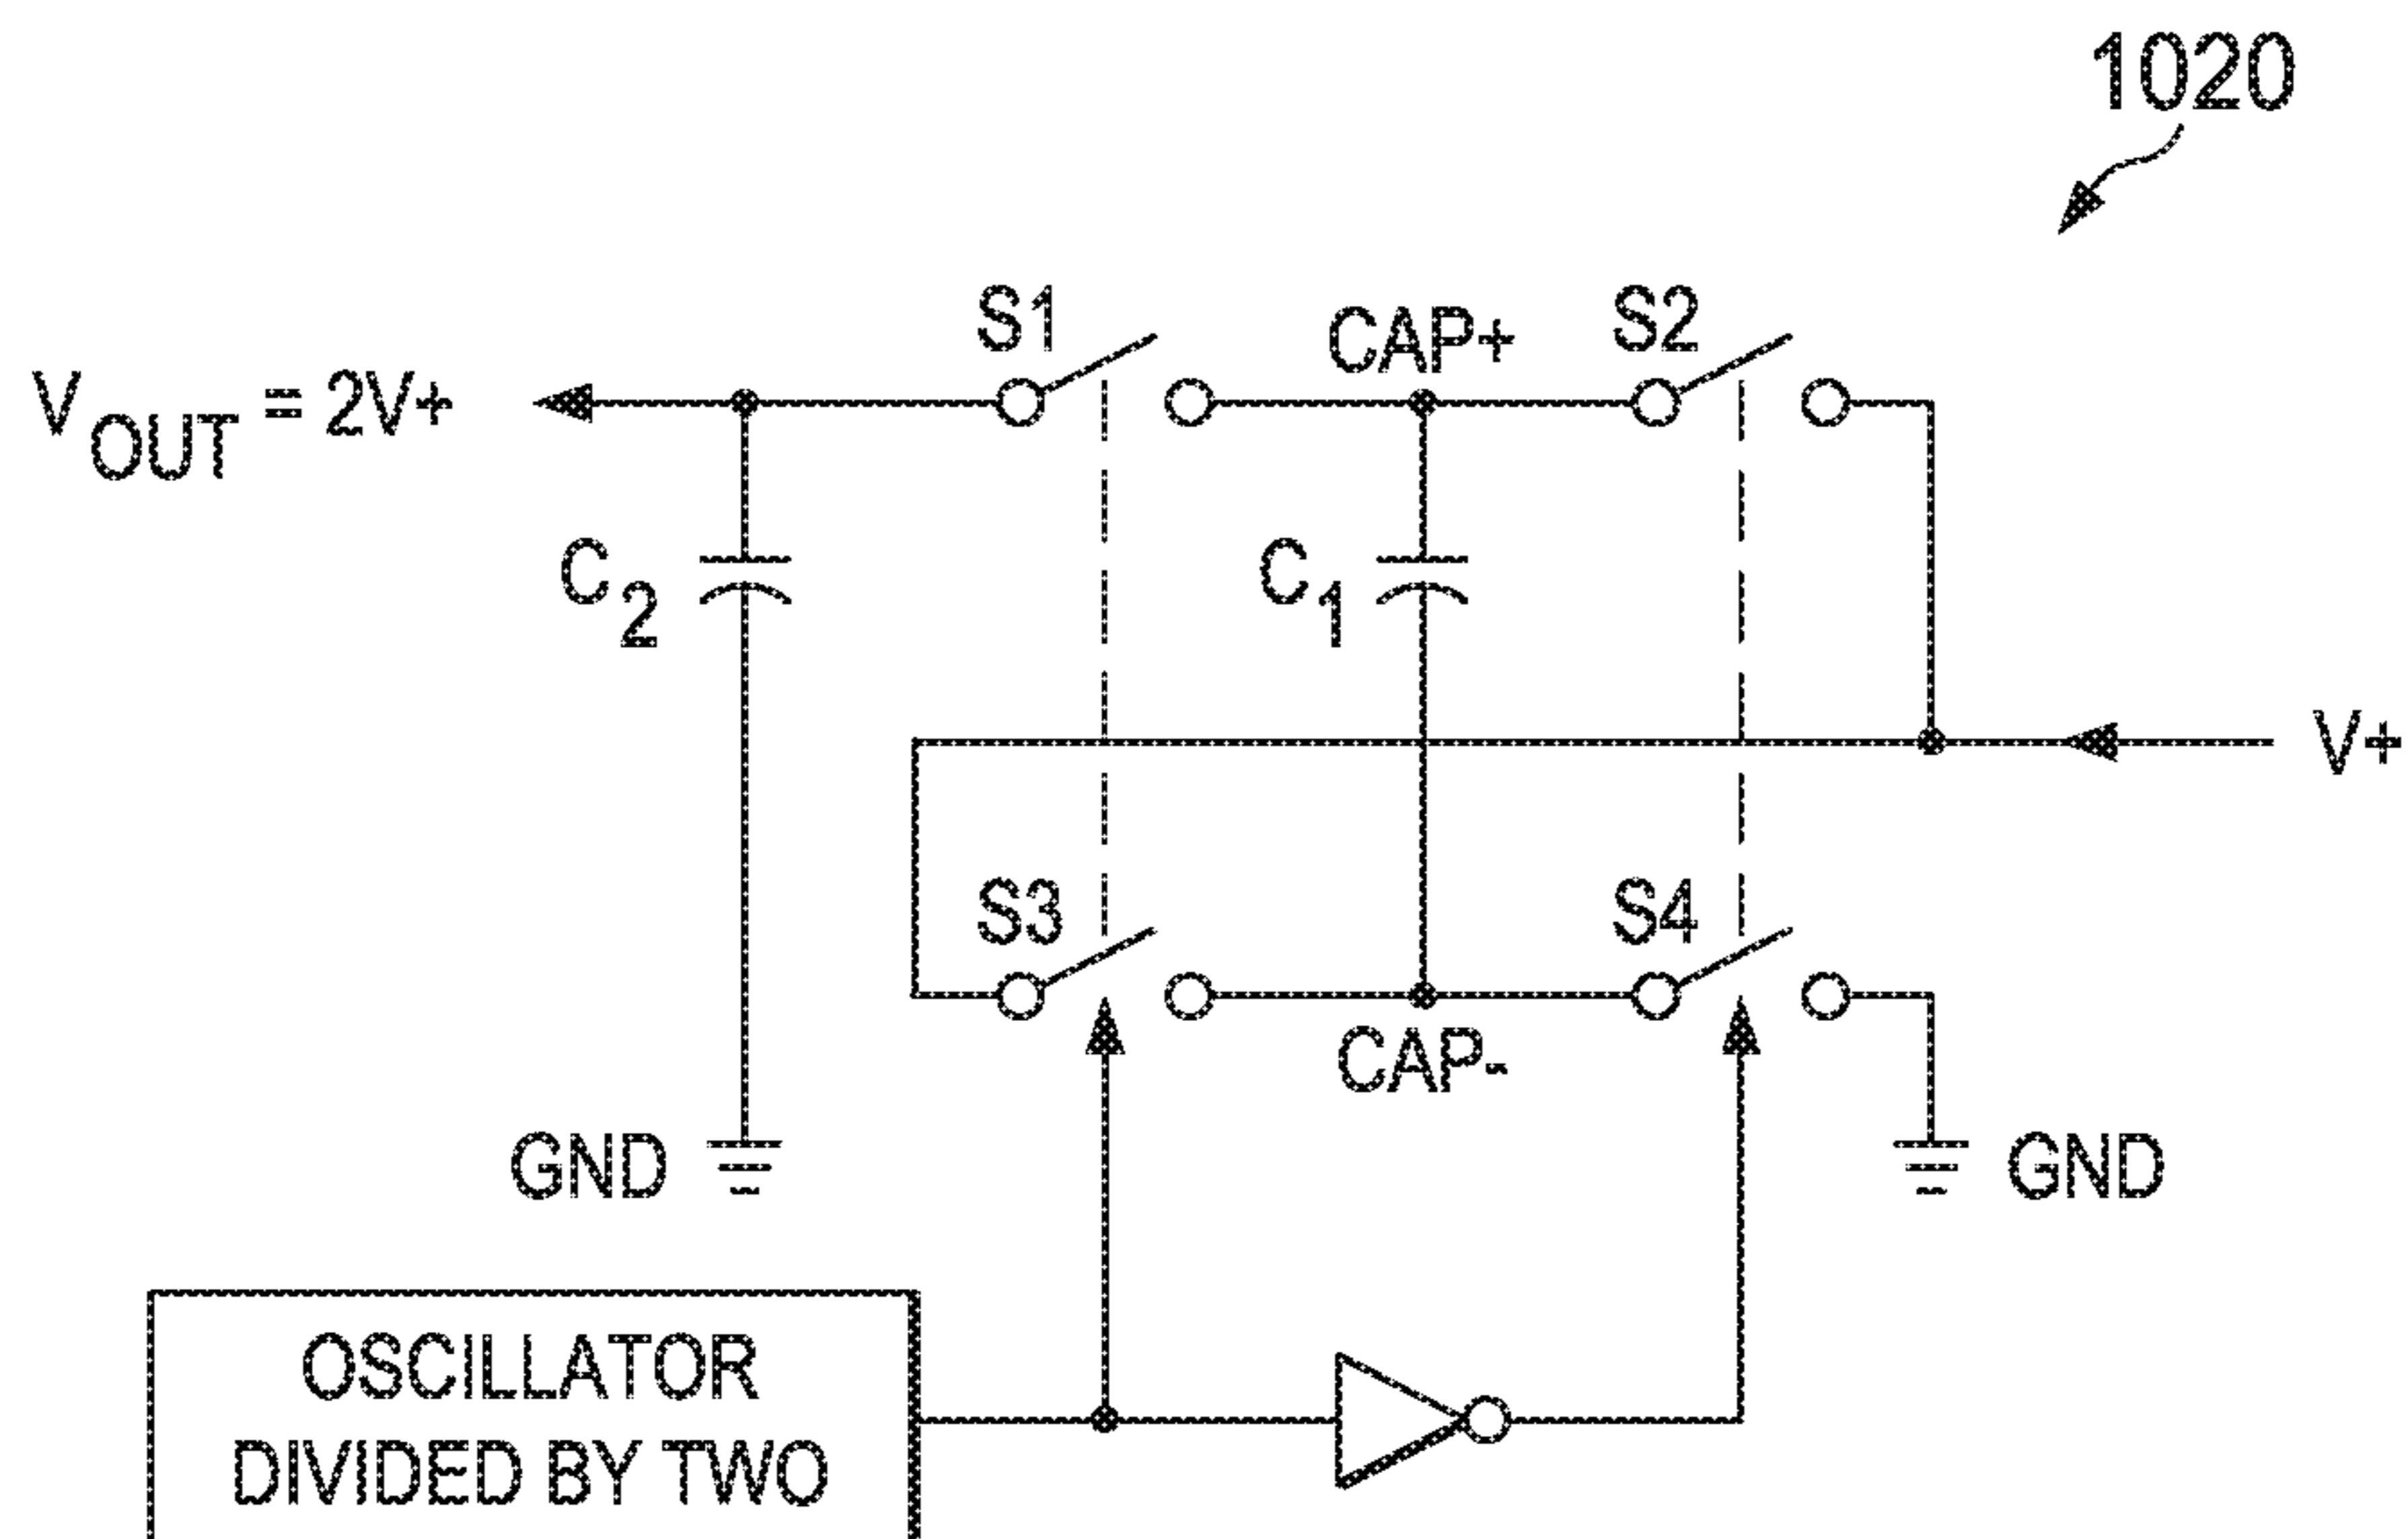 1020
S1
CAP+
S2
VOUT = 2V+
C2
C1
V+
S3
S4
CAP-
GND
GND
OSCILLATOR
DIVIDED BY TWO